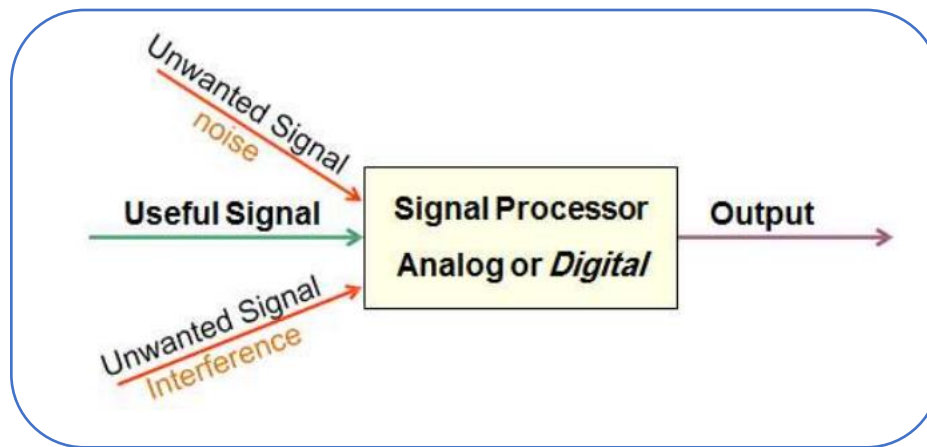 Unwanted Signal
noise
Useful Signal
Signal Processor
Analog or Digital
Output
Unwanted Signal
Interference